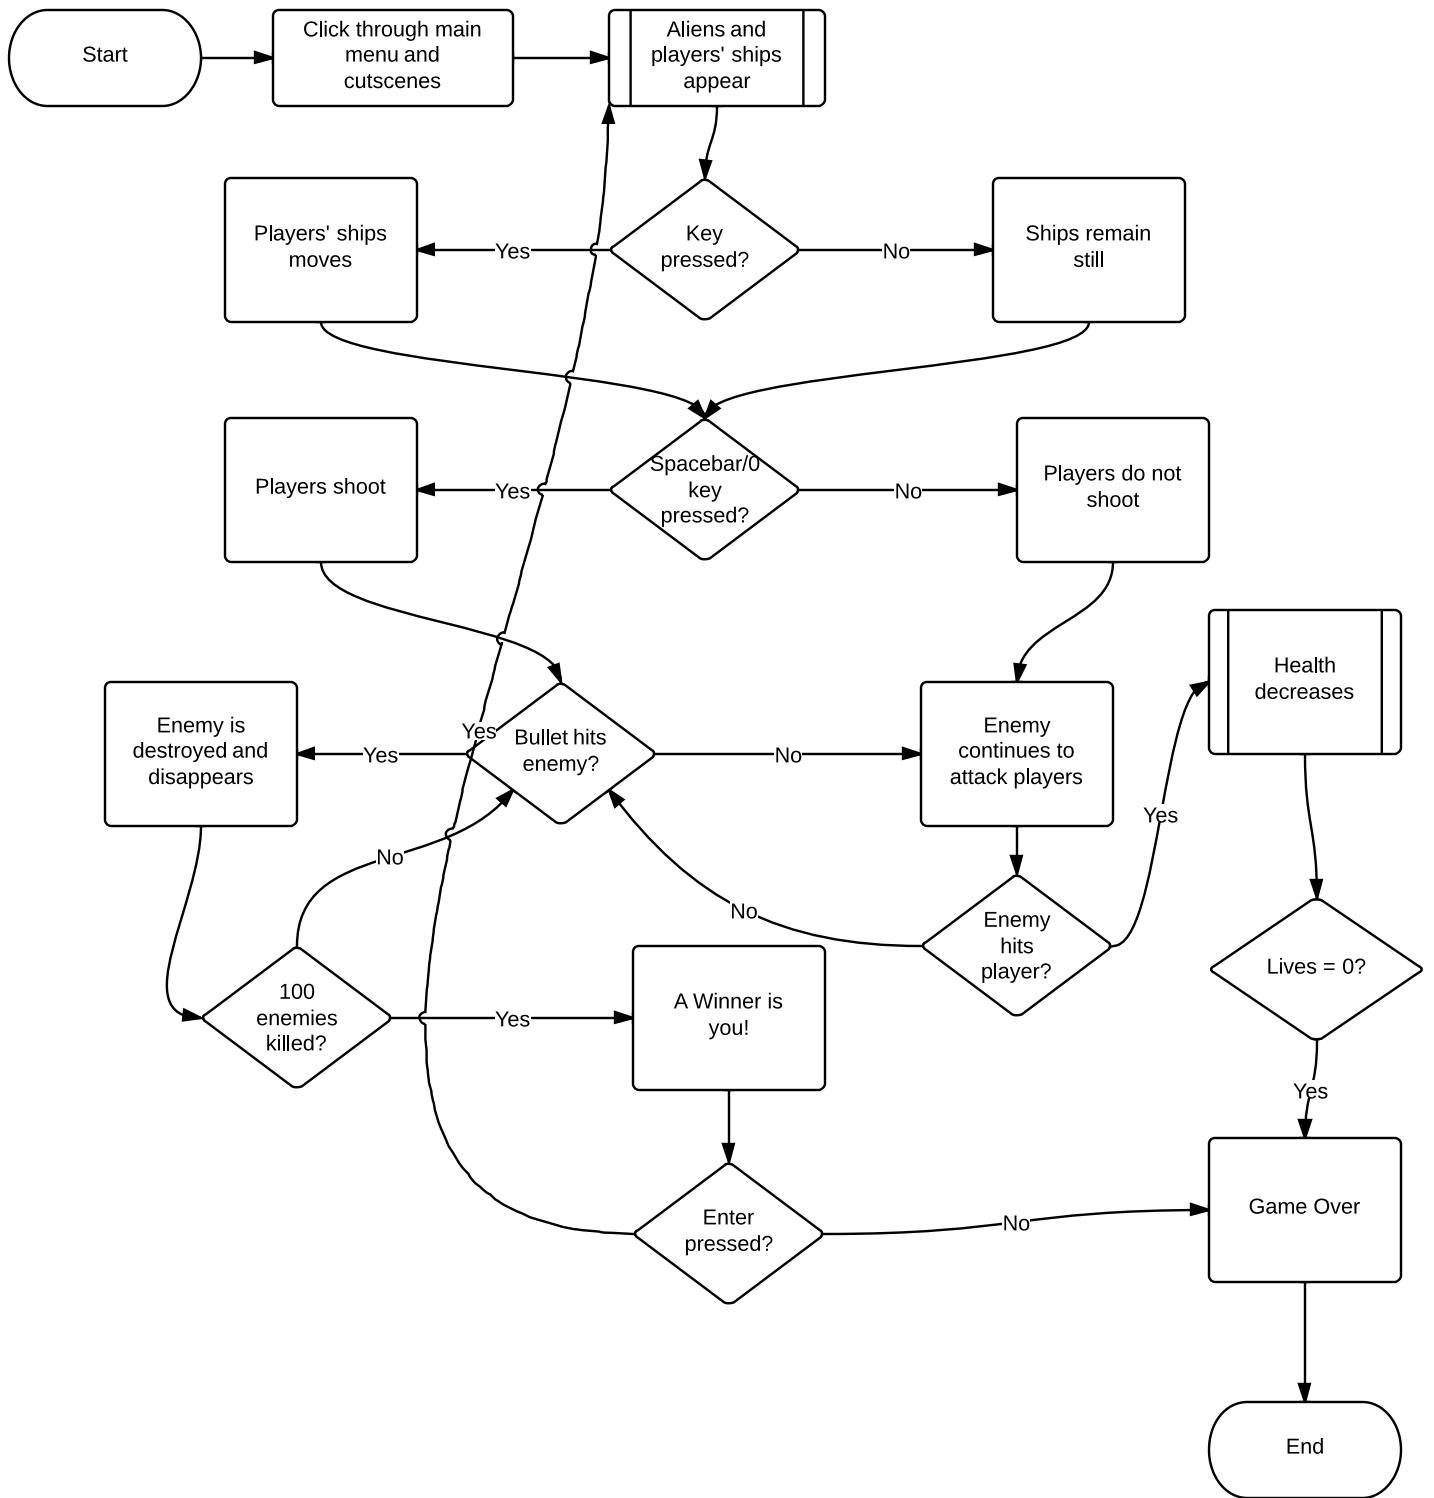 Start
Click through main
menu and
cutscenes
Aliens and
players' ships
appear
Players' ships
moves
Yes
Key
pressed?
No
Ships remain
still
Players shoot
Yes
Spacebar/0
key
pressed?
No
Players do not
shoot
Health
decreases
Enemy is
destroyed and
disappears
Yes
Yes
Bullet hits
enemy?
No
Enemy
continues to
attack players
Yes
No
No
Enemy
hits
player?
Lives = 0?
100
enemies
killed?
Yes
A Winner is
you!
Yes
Enter
pressed?
No
Game Over
End